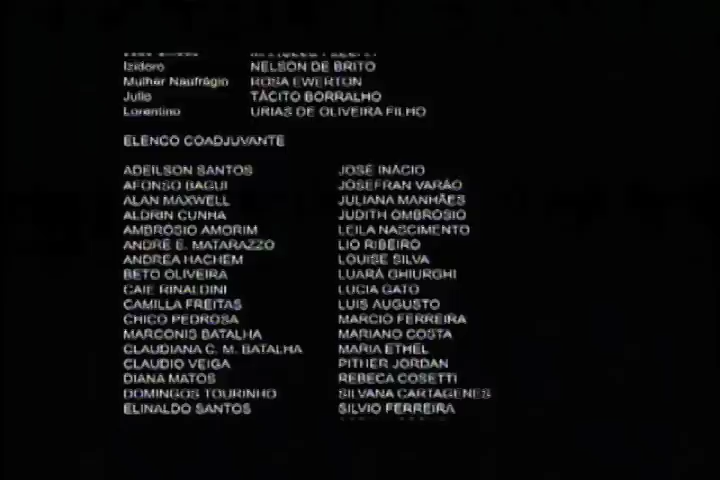 Izidoro NELSON DE BRITO
Mulher Naufrágio ROSA EWERTON
Julio TÁCITO BORRALHO
Lorentino URIAS DE OLIVEIRA FILHO
ELENCO COADJUVANTE
ADEILSON SANTOS JOSÉ INÁCIO
AFONSO BAGUI JOSEFRAN VARÃO
ALAN MAXWELL JULIANA MANHÃES
ALDRIN CUNHA JUDITH OMBROSIO
AMBRÓSIO AMORIM LEILA NASCIMENTO
ANDRÉ E. MATARAZZO LIO RIBEIRO
ANDREA HACHEM LOUISE SILVA
BETO OLIVEIRA LUARÁ GHIURGHI
CAIE RINALDINI LUCIA GATO
CAMILLA FREITAS LUIS AUGUSTO
CHICO PEDROSA MARCIO FERREIRA
MARCONIS BATALHA MARIANO COSTA
CLAUDIANA C. M. BATALHA MARIA ETHEL
CLAUDIO VEIGA PITHER JORDAN
DIANA MATOS REBECA COSETTI
DOMINGOS TOURINHO SILVANA CARTAGENES
ELINALDO SANTOS SILVIO FERREIRA